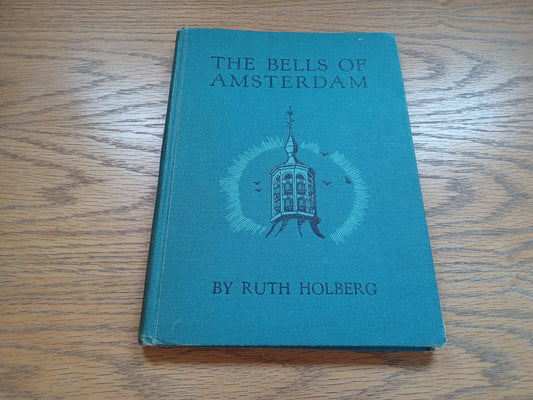 THE BELLS OF
AMSTERDAM
BY RUTH HOLBERG